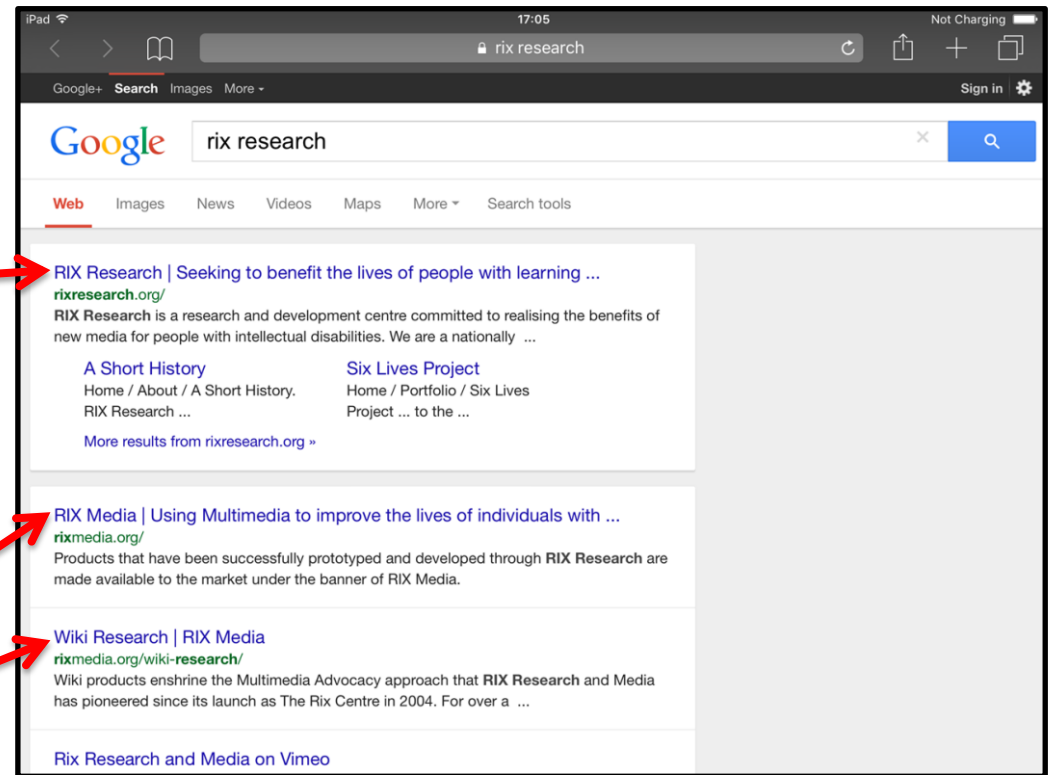 iPad 17:05 Not Charging
rix research
Google+ Search Images More Sign in
Google rix research
Web Images News Videos Maps More Search tools
RIX Research | Seeking to benefit the lives of people with learning ...
rixresearch.org/
RIX Research is a research and development centre committed to realising the benefits of
new media for people with intellectual disabilities. We are a nationally ...
A Short History
Home / About / A Short History.
RIX Research ...
Six Lives Project
Home / Portfolio / Six Lives
Project ... to the ...
More results from rixresearch.org »
RIX Media | Using Multimedia to improve the lives of individuals with ...
rixmedia.org/
Products that have been successfully prototyped and developed through RIX Research are
made available to the market under the banner of RIX Media.
Wiki Research | RIX Media
rixmedia.org/wiki-research/
Wiki products enshrine the Multimedia Advocacy approach that RIX Research and Media
has pioneered since its launch as The Rix Centre in 2004. For over a ...
Rix Research and Media on Vimeo